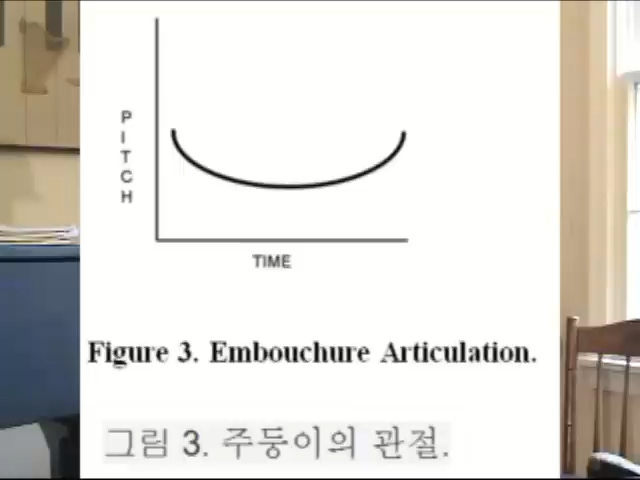 PITCH
TIME
Figure 3. Embouchure Articulation.
그림 3. 주둥이의 관절.